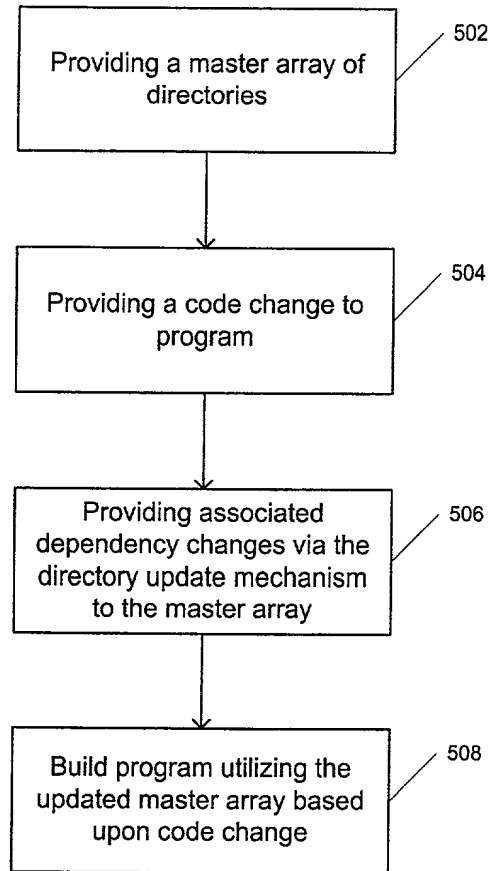 Providing a master array of
directories
502
Providing a code change to
program
504
Providing associated
dependency changes via the
directory update mechanism
to the master array
506
Build program utilizing the
updated master array based
upon code change
508